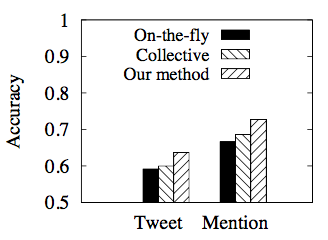 Accuracy
1
0.9
0.8
0.7
0.6
0.5
On-the-fly
Collective
Our method
Tweet Mention